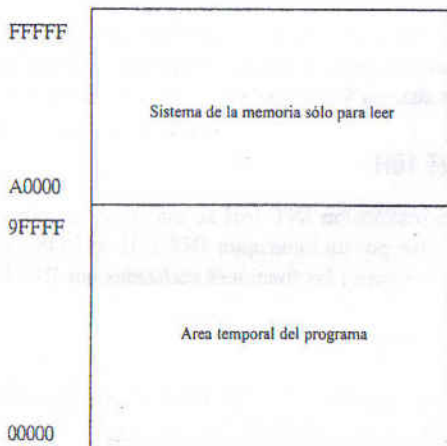 FFFFF
Sistema de la memoria sólo para leer
A0000
9FFFF
Area temporal del programa
00000